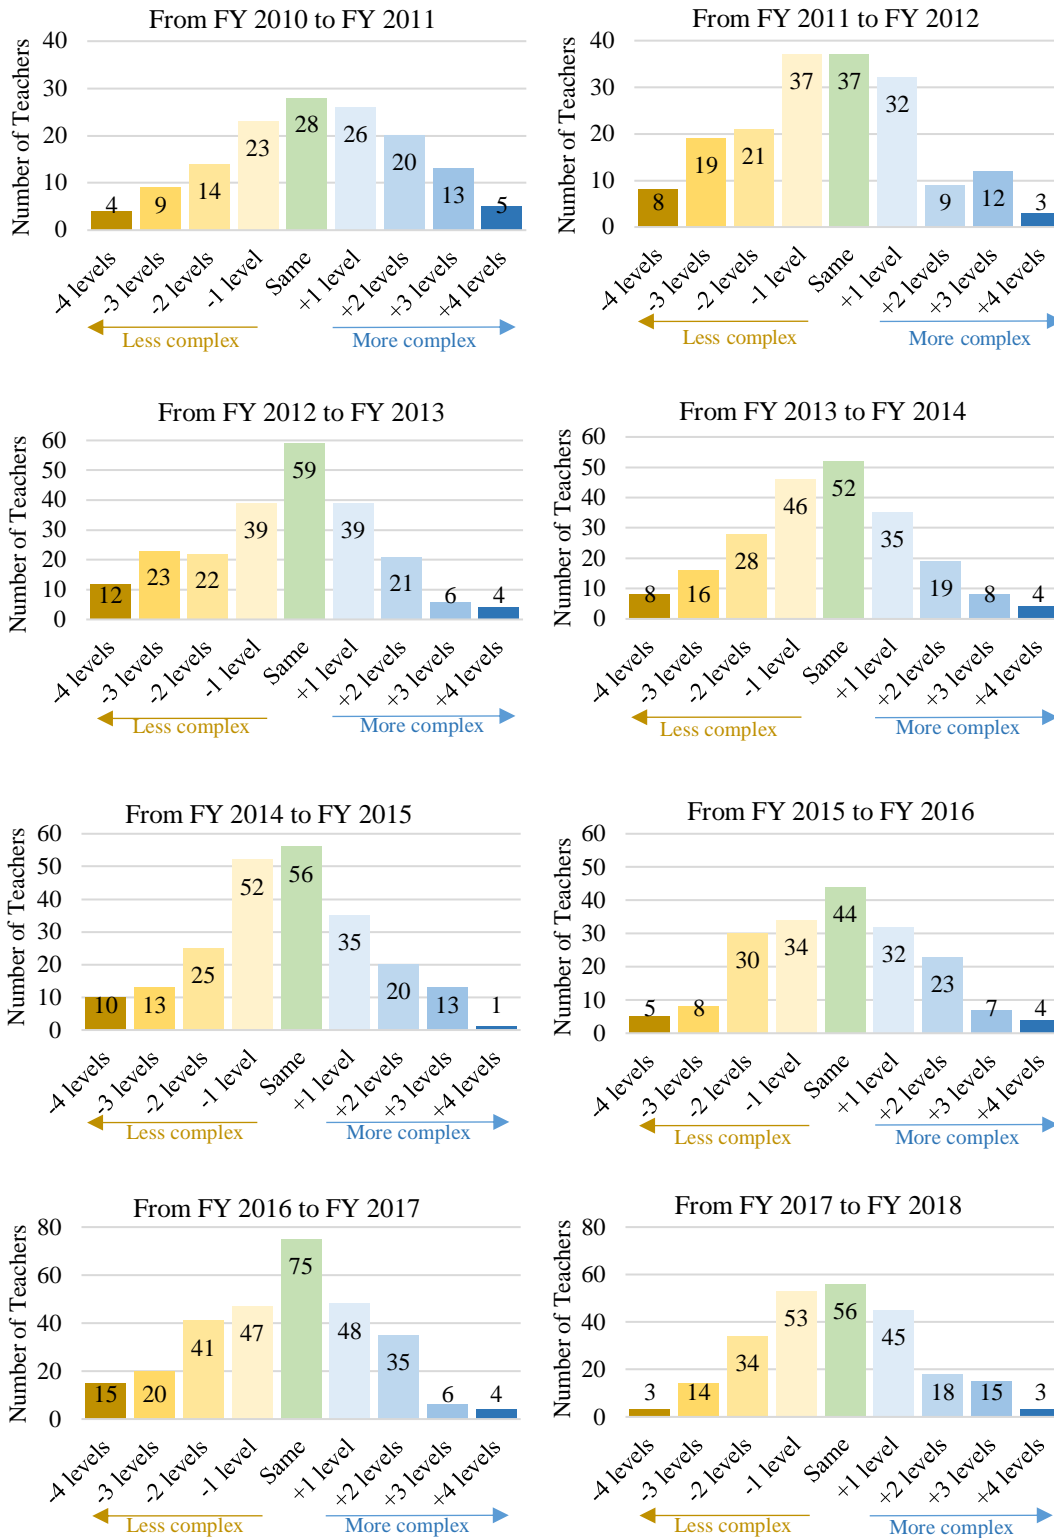 From FY 2010 to FY 2011
Number of Teachers
40
30
20
10
0
4
9
14
23
28
26
20
13
5
-4 levels
-3 levels
-2 levels
-1 level
Same
+1 level
+2 levels
+3 levels
+4 levels
Less complex
More complex
From FY 2011 to FY 2012
Number of Teachers
40
30
20
10
0
8
19
21
37
37
32
9
12
3
-4 levels
-3 levels
-2 levels
-1 level
Same
+1 level
+2 levels
+3 levels
+4 levels
Less complex
More complex
From FY 2012 to FY 2013
Number of Teachers
60
50
40
30
20
10
0
12
23
22
39
59
39
21
6
4
-4 levels
-3 levels
-2 levels
-1 level
Same
+1 level
+2 levels
+3 levels
+4 levels
Less complex
More complex
From FY 2013 to FY 2014
Number of Teachers
60
50
40
30
20
10
0
8
16
28
46
52
35
19
8
4
-4 levels
-3 levels
-2 levels
-1 level
Same
+1 level
+2 levels
+3 levels
+4 levels
Less complex
More complex
From FY 2014 to FY 2015
Number of Teachers
60
50
40
30
20
10
0
10
13
25
52
56
35
20
13
1
-4 levels
-3 levels
-2 levels
-1 level
Same
+1 level
+2 levels
+3 levels
+4 levels
Less complex
More complex
From FY 2015 to FY 2016
Number of Teachers
60
50
40
30
20
10
0
5
8
30
34
44
32
23
7
4
-4 levels
-3 levels
-2 levels
-1 level
Same
+1 level
+2 levels
+3 levels
+4 levels
Less complex
More complex
From FY 2016 to FY 2017
Number of Teachers
80
60
40
20
0
15
20
41
47
75
48
35
6
4
-4 levels
-3 levels
-2 levels
-1 level
Same
+1 level
+2 levels
+3 levels
+4 levels
Less complex
More complex
From FY 2017 to FY 2018
Number of Teachers
80
60
40
20
0
3
14
34
53
56
45
18
15
3
-4 levels
-3 levels
-2 levels
-1 level
Same
+1 level
+2 levels
+3 levels
+4 levels
Less complex
More complex